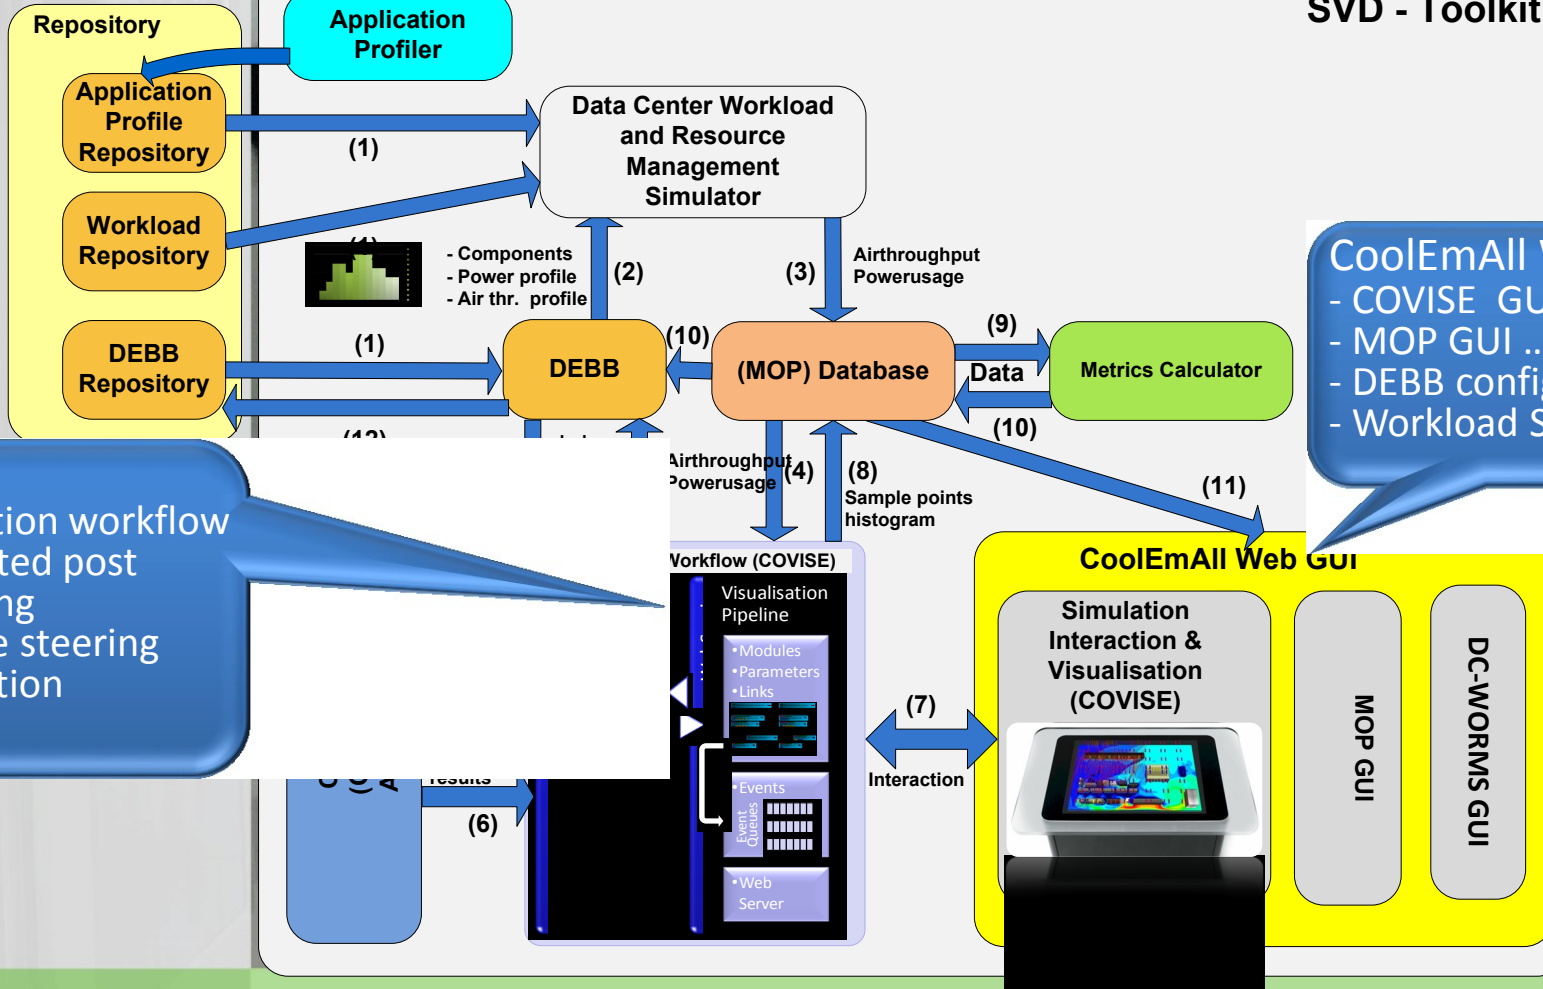 SVD - Toolkit
Repository
Application
Profiler
Application
Profile
Repository
(1)
Data Center Workload
and Resource
Management
Simulator
Workload
Repository
- Components
- Power profile
- Air thr. profile
(2)
(3)
Airthroughput
Powerusage
CoolEmAll
- COVISE GU
- MOP GUI ..
- DEBB config
- Workload S
DEBB
Repository
(1)
DEBB
(10)
(MOP) Database
(9)
Data
(10)
Metrics Calculator
(12)
Airthroughput
Powerusage
(4)
(8)
Sample points
histogram
(11)
tion workflow
ted post
ng
e steering
tion
Workflow (COVISE)
Visualisation
Pipeline
•Modules
•Parameters
•Links
•Events
Event
Queues
•Web
Server
results
(6)
(7)
Interaction
CoolEmAll Web GUI
Simulation
Interaction &
Visualisation
(COVISE)
MOP GUI
DC-WORMS GUI